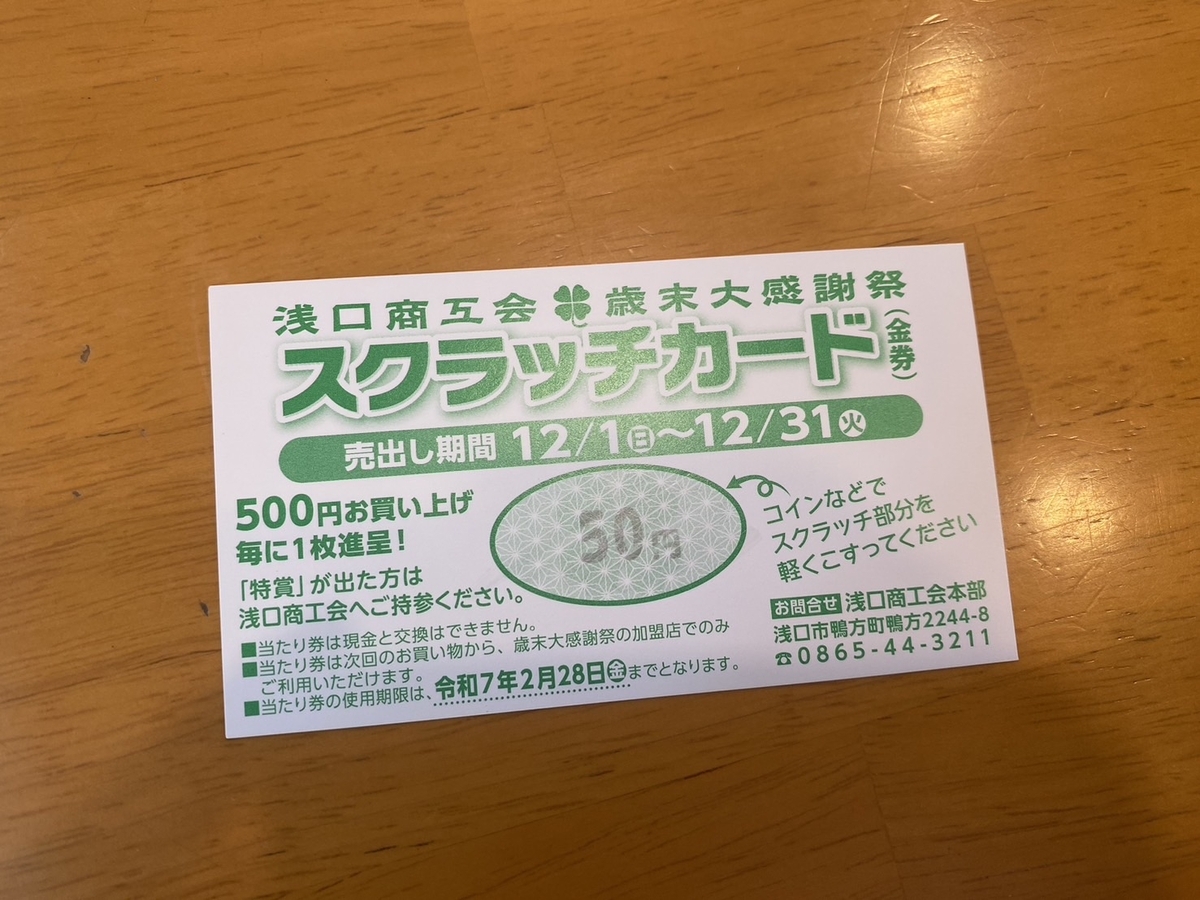 浅口商工会 歳末大感謝祭
スクラッチカード(金券)
売出し期間 12/1㊐〜12/31㊋
500円お買い上げ
毎に1枚進呈!
「特賞」が出た方は
浅口商工会へご持参ください。
50円
コインなどで
スクラッチ部分を
軽くこすってください
■当たり券は現金と交換はできません。
■当たり券は次回のお買い物から、歳末大感謝祭の加盟店でのみ
ご利用いただけます。
■当たり券の使用期限は、令和7年2月28日㊎までとなります。
お問合せ 浅口商工会本部
浅口市鴨方町鴨方2244-8
☎0865-44-3211